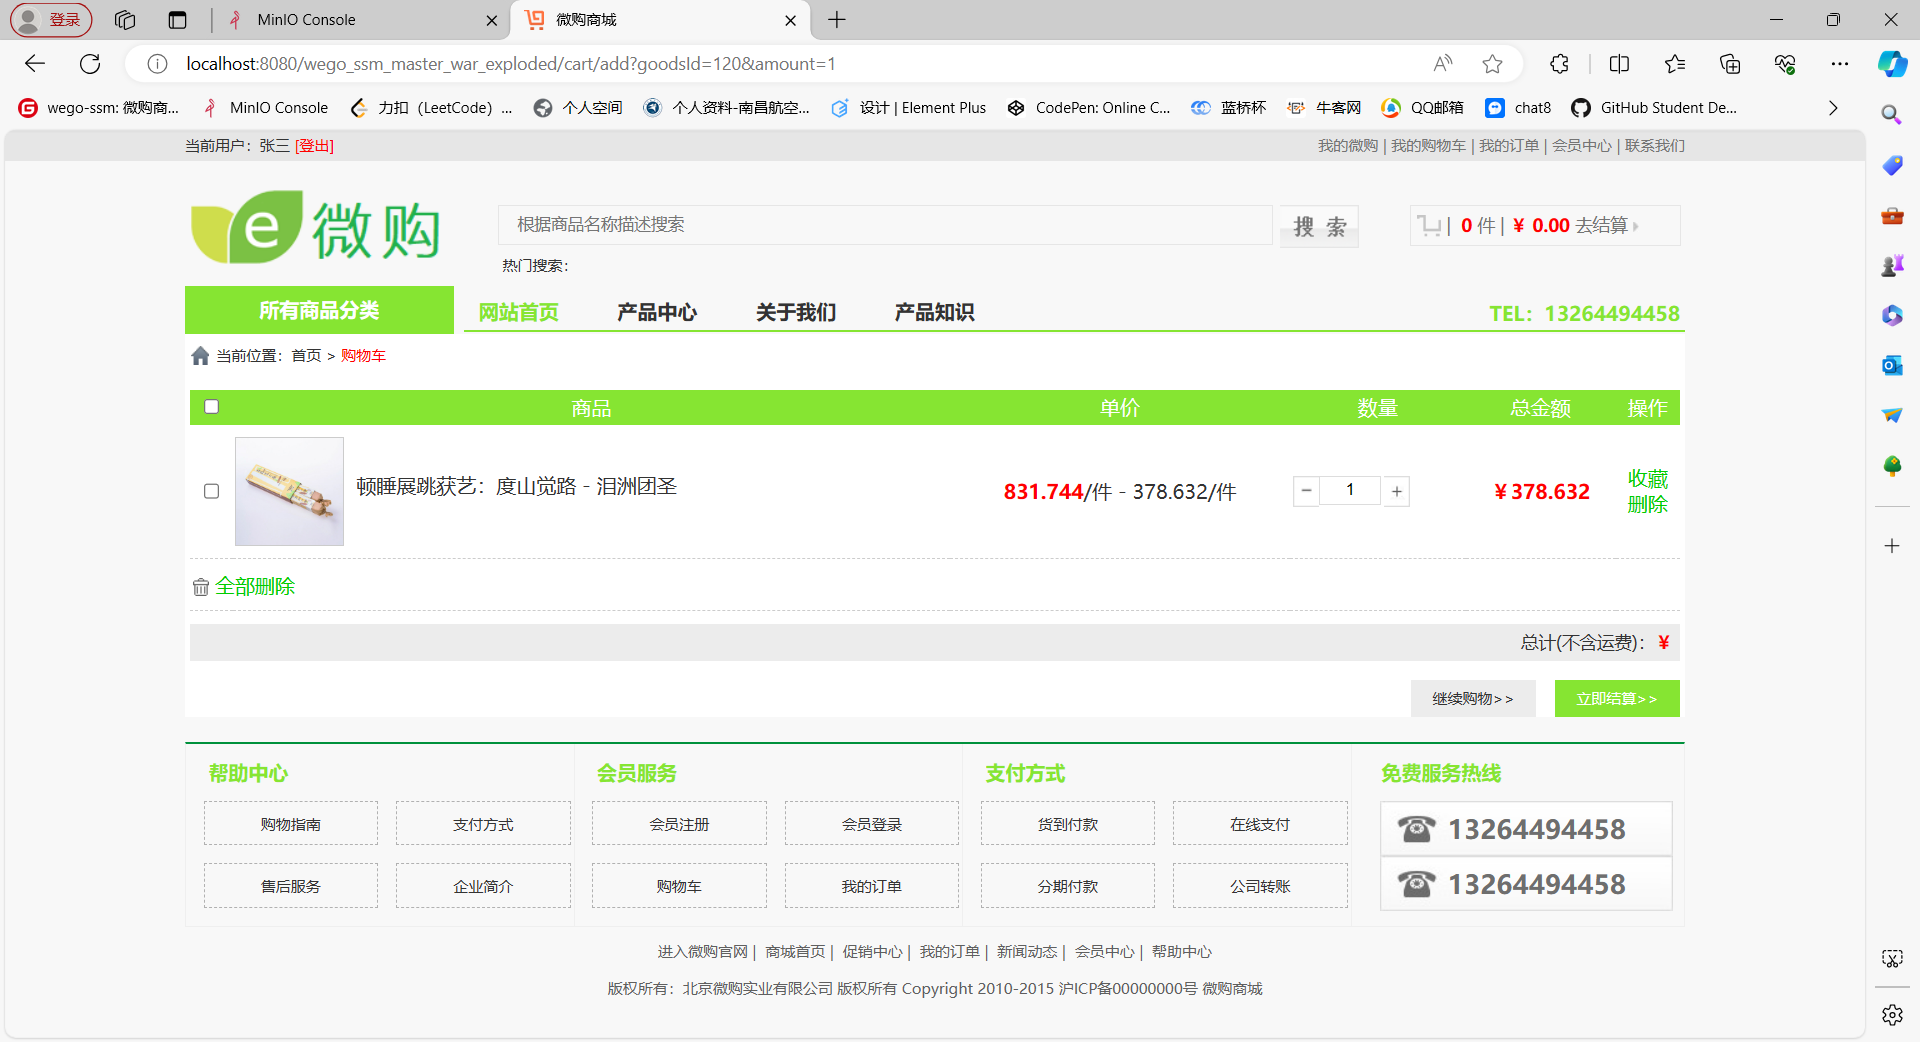 登录
MinIO Console
微购商城
localhost:8080/wego_ssm_master_war_exploded/cart/add?goodsId=120&amount=1
wego-ssm: 微购商... MinIO Console 力扣（LeetCode）... 个人空间 个人资料-南昌航空... 设计 | Element Plus CodePen: Online C... 蓝桥杯 牛客网 QQ邮箱 chat8 GitHub Student De...
当前用户：张三 [登出]
我的微购 | 我的购物车 | 我的订单 | 会员中心 | 联系我们
e 微购
根据商品名称描述搜索
搜 索
| 0 件 | ¥ 0.00 去结算
热门搜索：
所有商品分类
网站首页 产品中心 关于我们 产品知识
TEL：13264494458
当前位置：首页 > 购物车
商品 单价 数量 总金额 操作
顿睡展跳获艺：度山觉路 - 泪洲团圣
831.744/件 - 378.632/件
− 1 +
¥ 378.632
收藏
删除
全部删除
总计(不含运费)： ¥
继续购物>>
立即结算>>
帮助中心 会员服务 支付方式 免费服务热线
购物指南 支付方式 会员注册 会员登录 货到付款 在线支付 13264494458
售后服务 企业简介 购物车 我的订单 分期付款 公司转账 13264494458
进入微购官网 | 商城首页 | 促销中心 | 我的订单 | 新闻动态 | 会员中心 | 帮助中心
版权所有：北京微购实业有限公司 版权所有 Copyright 2010-2015 沪ICP备00000000号 微购商城